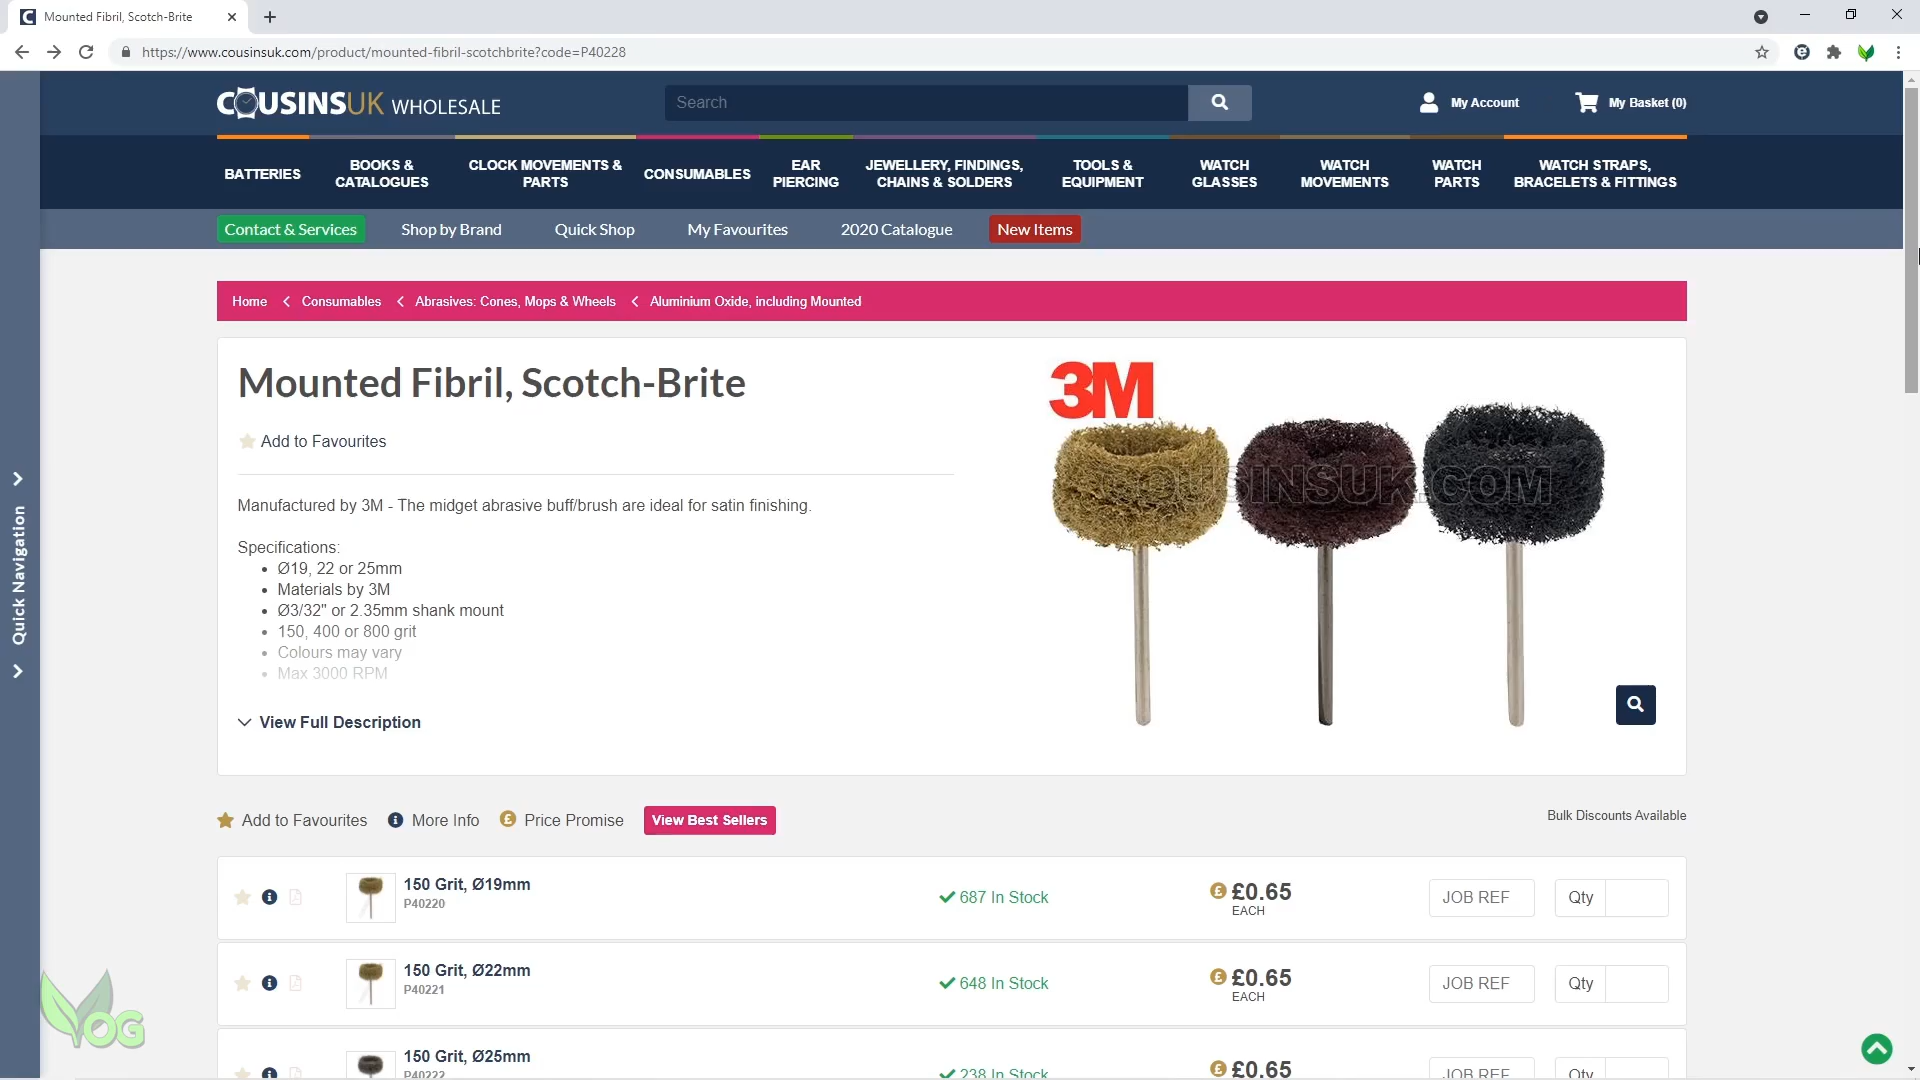 Mounted Fibril, Scotch-Brite
https://www.cousinsuk.com/product/mounted-fibril-scotchbrite?code=P40228
COUSINSUK WHOLESALE
Search
My Account
My Basket (0)
BATTERIES
BOOKS &
CATALOGUES
CLOCK MOVEMENTS &
PARTS
CONSUMABLES
EAR
PIERCING
JEWELLERY, FINDINGS,
CHAINS & SOLDERS
TOOLS &
EQUIPMENT
WATCH
GLASSES
WATCH
MOVEMENTS
WATCH
PARTS
WATCH STRAPS,
BRACELETS & FITTINGS
Contact & Services
Shop by Brand
Quick Shop
My Favourites
2020 Catalogue
New Items
Quick Navigation
Home
Consumables
Abrasives: Cones, Mops & Wheels
Aluminium Oxide, including Mounted
Mounted Fibril, Scotch-Brite
Add to Favourites
Manufactured by 3M - The midget abrasive buff/brush are ideal for satin finishing.
Specifications:
• Ø19, 22 or 25mm
• Materials by 3M
• Ø3/32" or 2.35mm shank mount
• 150, 400 or 800 grit
• Colours may vary
• Max 3000 RPM
View Full Description
3M
COUSINSUK.COM
Add to Favourites
More Info
Price Promise
View Best Sellers
Bulk Discounts Available
150 Grit, Ø19mm
P40220
687 In Stock
£0.65
EACH
JOB REF
Qty
150 Grit, Ø22mm
P40221
648 In Stock
£0.65
EACH
JOB REF
Qty
150 Grit, Ø25mm
P40222
238 In Stock
£0.65
JOB REF
Qty
VOG